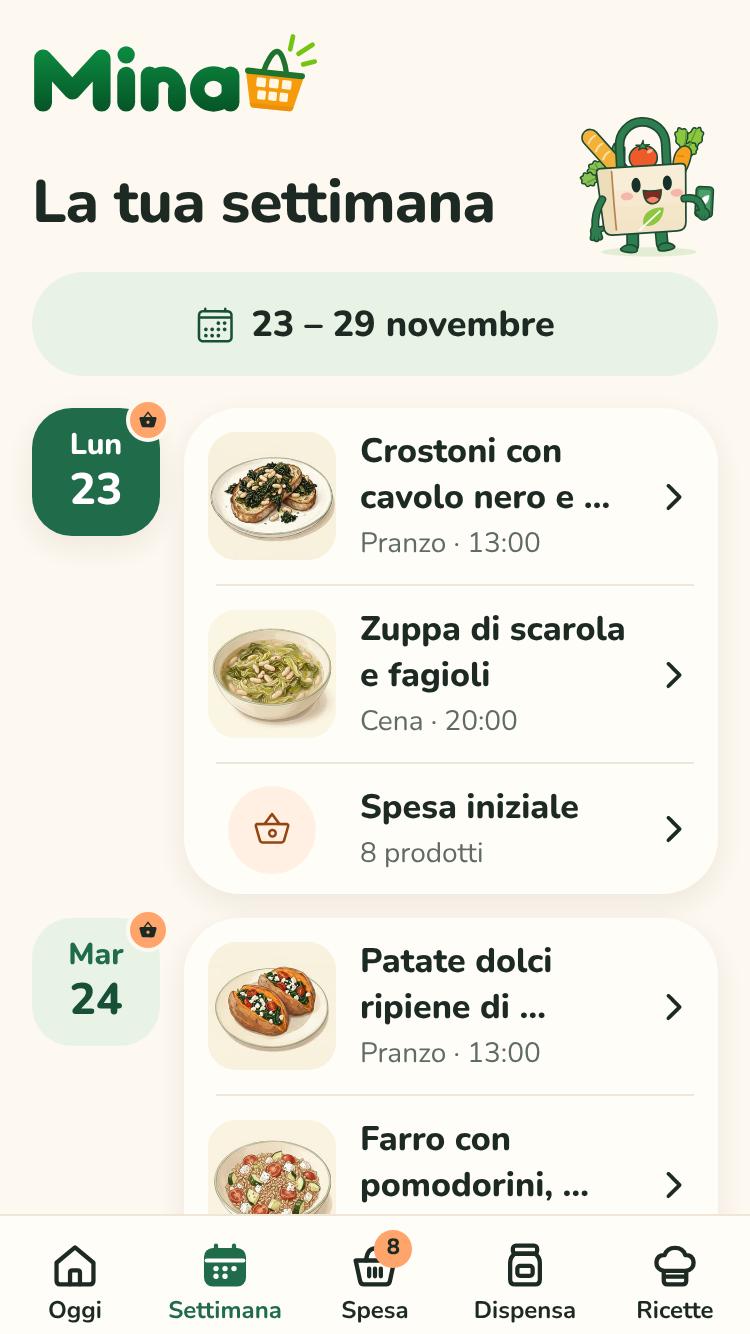 Mina
La tua settimana
23 – 29 novembre
Lun
23
Crostoni con
cavolo nero e ...
Pranzo · 13:00
Zuppa di scarola
e fagioli
Cena · 20:00
Spesa iniziale
8 prodotti
Mar
24
Patate dolci
ripiene di ...
Pranzo · 13:00
Farro con
pomodorini, ...
8
Oggi
Settimana
Spesa
Dispensa
Ricette